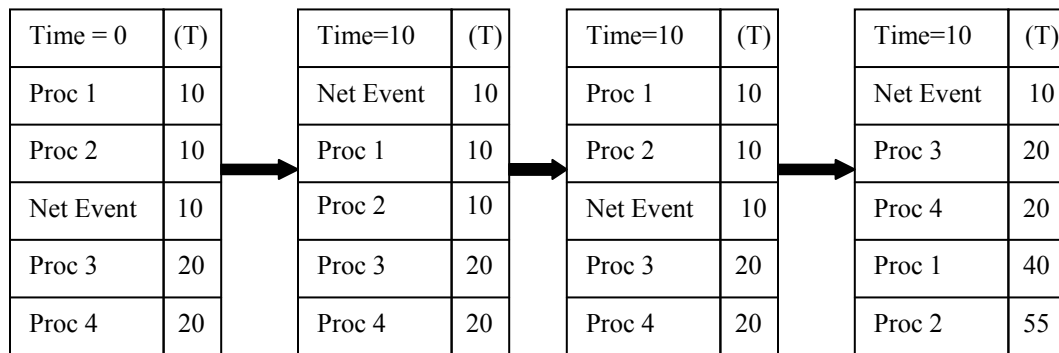 Time = 0 (T)
Proc 1 10
Proc 2 10
Net Event 10
Proc 3 20
Proc 4 20
Time=10 (T)
Net Event 10
Proc 1 10
Proc 2 10
Proc 3 20
Proc 4 20
Time=10 (T)
Proc 1 10
Proc 2 10
Net Event 10
Proc 3 20
Proc 4 20
Time=10 (T)
Net Event 10
Proc 3 20
Proc 4 20
Proc 1 40
Proc 2 55